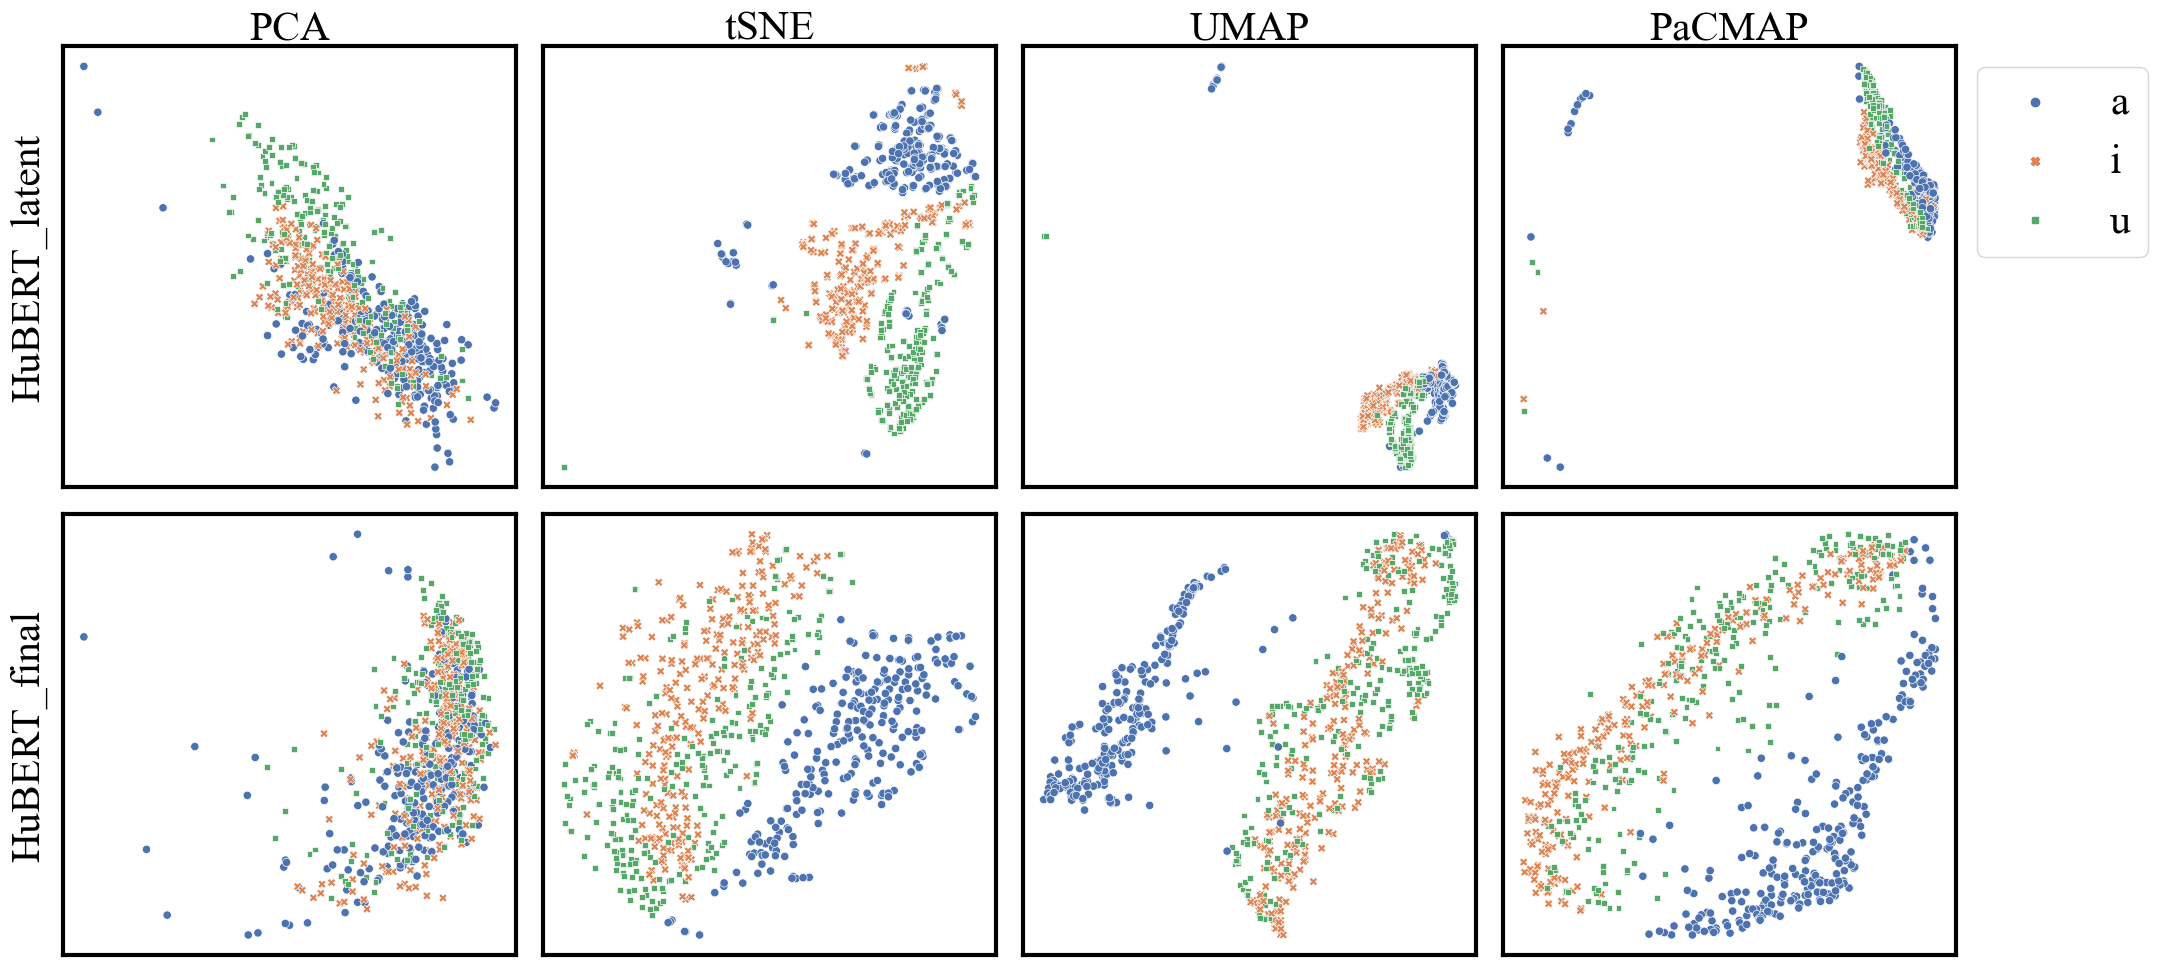 PCA
tSNE
UMAP
PaCMAP
HuBERT_latent
a
i
u
HuBERT_final